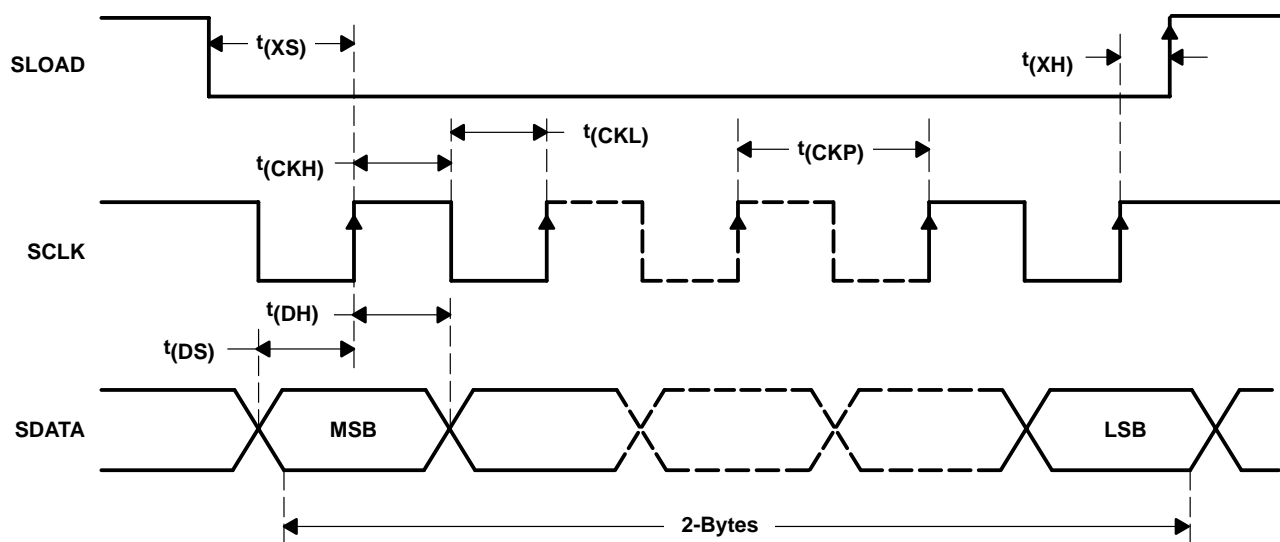 SLOAD
t(XS)
t(XH)
t(CKL)
t(CKH)
t(CKP)
SCLK
t(DH)
t(DS)
SDATA
MSB
LSB
2-Bytes